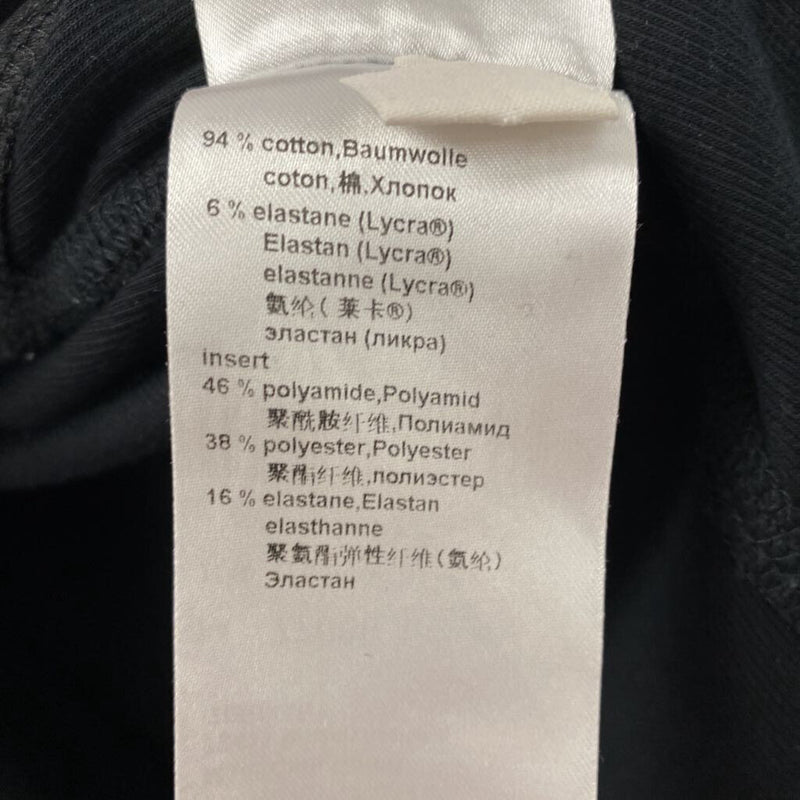 94 % cotton,Baumwolle
coton,棉,Хлопок
6 % elastane (Lycra®)
Elastan (Lycra®)
elastanne (Lycra®)
氨纶( 莱卡®)
эластан (ликра)
insert
46 % polyamide,Polyamid
聚酰胺纤维,Полиамид
38 % polyester,Polyester
聚酯纤维,полиэстер
16 % elastane,Elastan
elasthanne
聚氨酯弹性纤维(氨纶)
Эластан